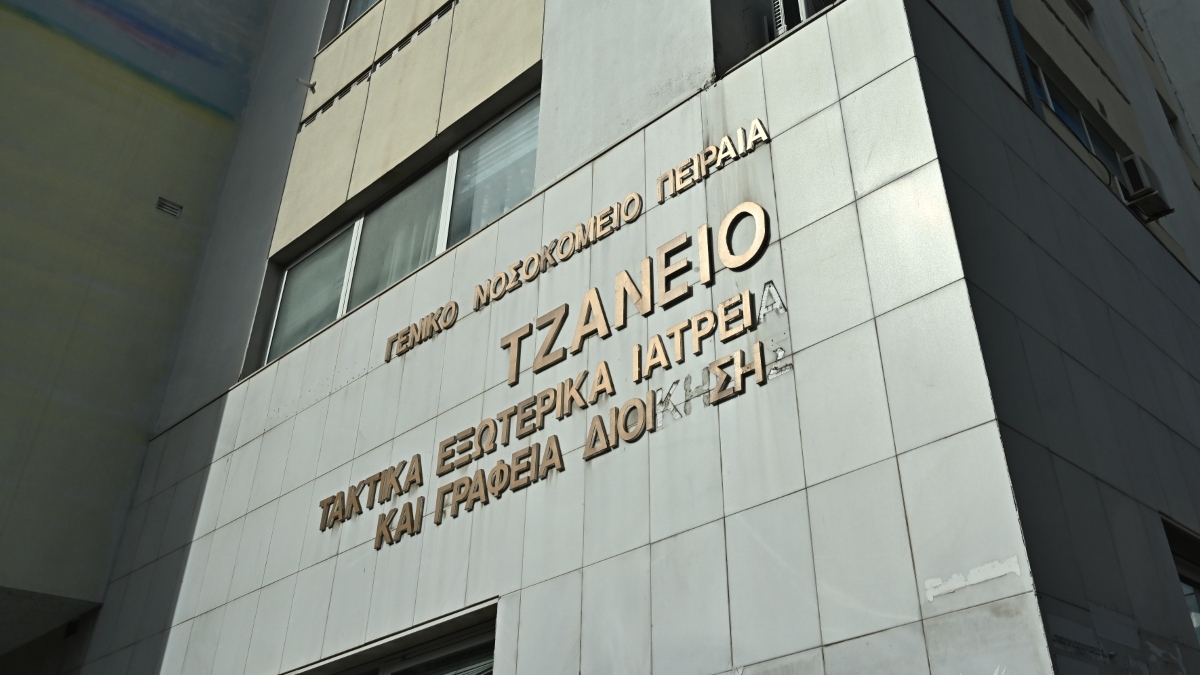 ΓΕΝΙΚΟ ΝΟΣΟΚΟΜΕΙΟ ΠΕΙΡΑΙΑ
ΤΖΑΝΕΙΟ
ΤΑΚΤΙΚΑ ΕΞΩΤΕΡΙΚΑ ΙΑΤΡΕΙΑ
ΚΑΙ ΓΡΑΦΕΙΑ ΔΙΟΙΚΗΣΗΣ